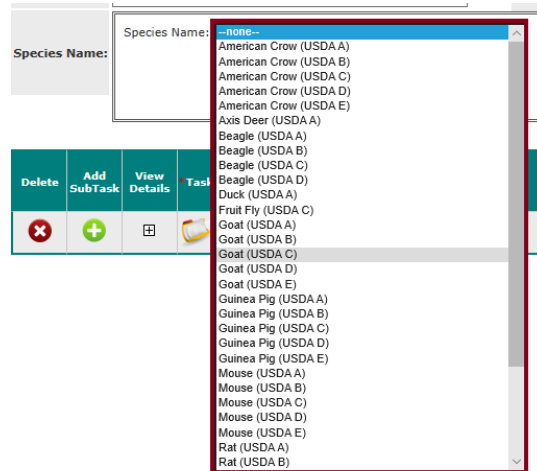 Species Name:
Species Name:
--none--
American Crow (USDA A)
American Crow (USDA B)
American Crow (USDA C)
American Crow (USDA D)
American Crow (USDA E)
Axis Deer (USDA A)
Beagle (USDA A)
Beagle (USDA B)
Beagle (USDA C)
Beagle (USDA D)
Duck (USDA A)
Fruit Fly (USDA C)
Goat (USDA A)
Goat (USDA B)
Goat (USDA C)
Goat (USDA D)
Goat (USDA E)
Guinea Pig (USDA A)
Guinea Pig (USDA B)
Guinea Pig (USDA C)
Guinea Pig (USDA D)
Guinea Pig (USDA E)
Mouse (USDA A)
Mouse (USDA B)
Mouse (USDA C)
Mouse (USDA D)
Mouse (USDA E)
Rat (USDA A)
Rat (USDA B)
Delete
Add
SubTask
View
Details
*Task